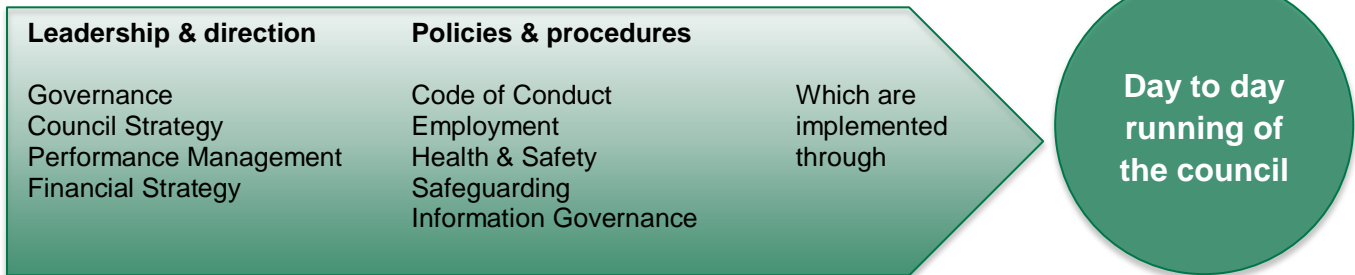 Leadership & direction
Governance
Council Strategy
Performance Management
Financial Strategy
Policies & procedures
Code of Conduct
Employment
Health & Safety
Safeguarding
Information Governance
Which are
implemented
through
Day to day
running of
the council